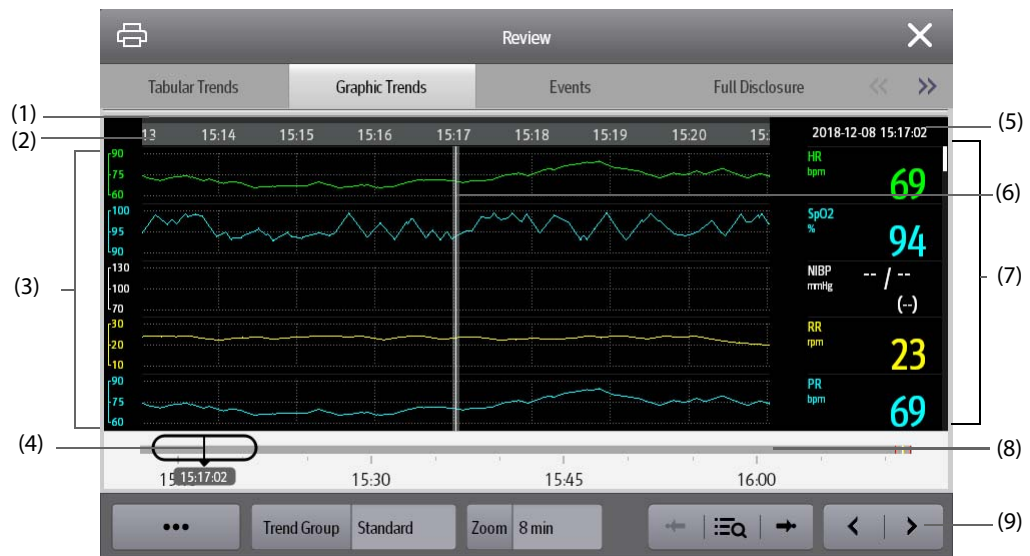 Review
Tabular Trends Graphic Trends Events Full Disclosure
(1)
(2)
(3)
(4)
(5)
(6)
(7)
(8)
(9)
13 15:14 15:15 15:16 15:17 15:18 15:19 15:20 15:
2018-12-08 15:17:02
90
75
60
HR
bpm
69
100
95
90
SpO2
%
94
130
100
70
NIBP
mmHg
-- / --
(--)
30
20
10
RR
rpm
23
90
75
60
PR
bpm
69
15:17:02
15:30 15:45 16:00
••• Trend Group Standard Zoom 8 min